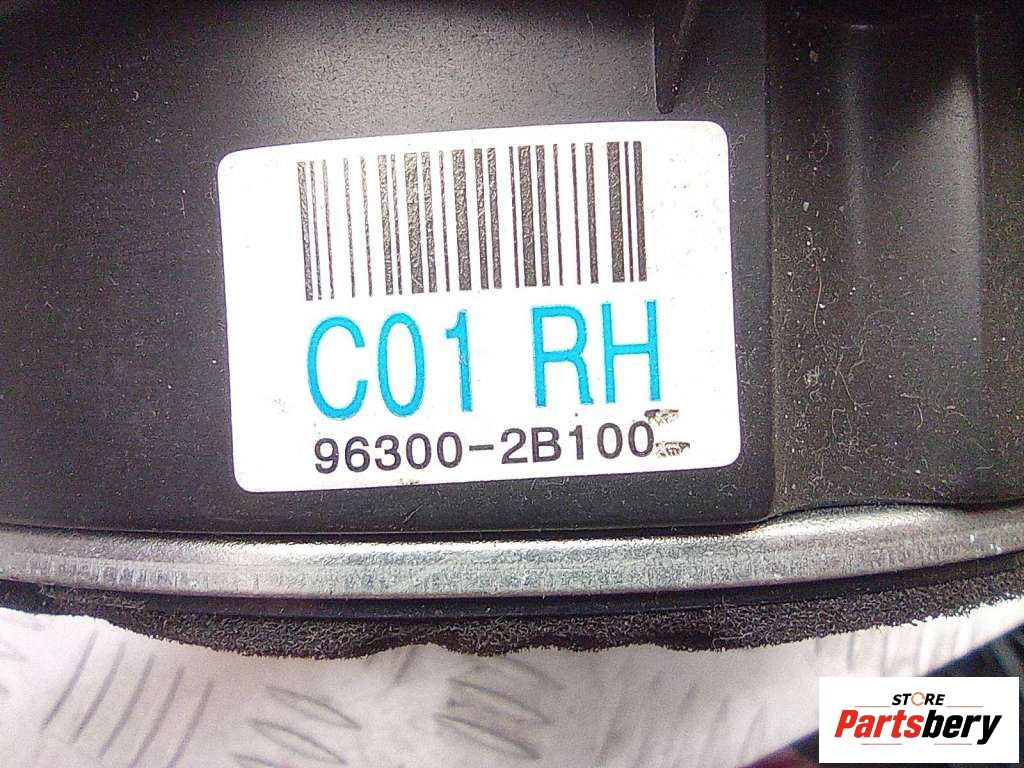 C01 RH
96300-2B100
STORE
Partsbery